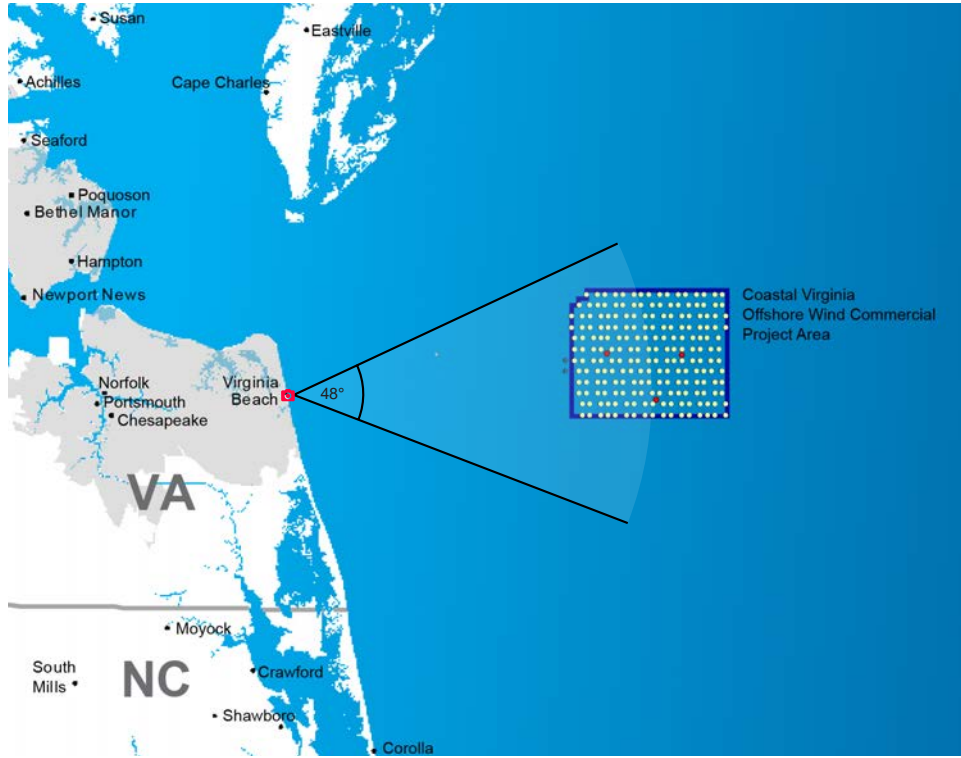 Susan
Eastville
Achilles
Cape Charles
Seaford
Poquoson
Bethel Manor
Hampton
Newport News
Coastal Virginia
Offshore Wind Commercial
Project Area
Norfolk
Virginia
Beach
48°
Portsmouth
Chesapeake
VA
Moyock
South
Mills
NC
Crawford
Shawboro
Corolla